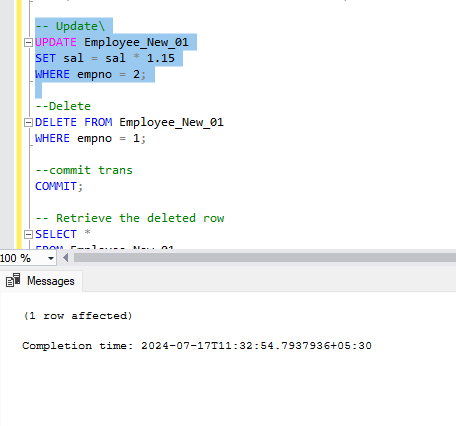 -- Update\
UPDATE Employee_New_01
SET sal = sal * 1.15
WHERE empno = 2;
--Delete
DELETE FROM Employee_New_01
WHERE empno = 1;
--commit trans
COMMIT;
-- Retrieve the deleted row
SELECT *
FROM Employee_New_01
100 %
Messages
(1 row affected)
Completion time: 2024-07-17T11:32:54.7937936+05:30